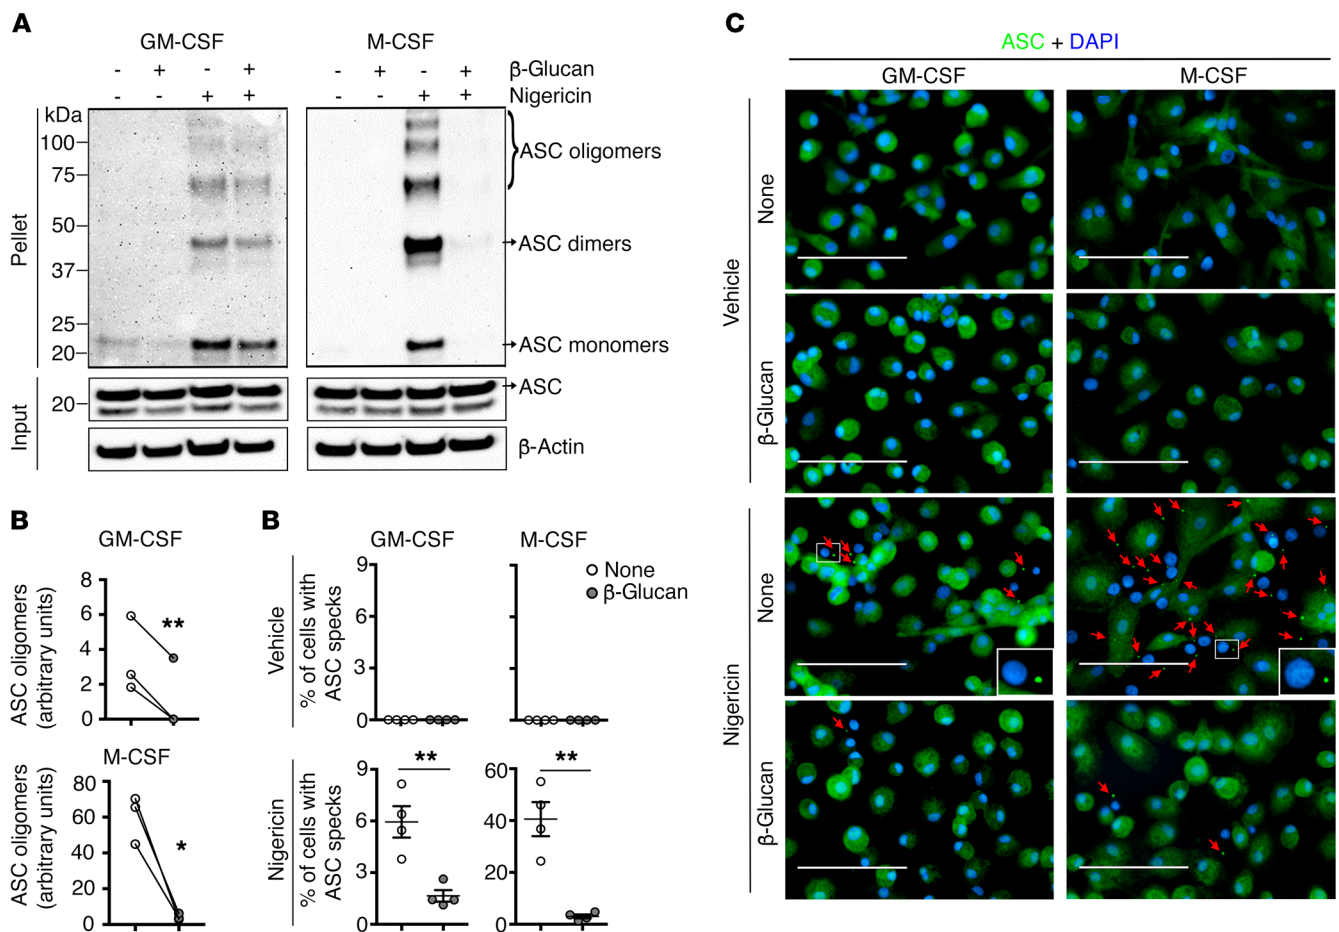 A
GM-CSF
M-CSF
- + - +
- + - +
β-Glucan
- - + +
- - + +
Nigericin
kDa
100
75
50
37
25
20
Pellet
ASC oligomers
ASC dimers
ASC monomers
Input
20
ASC
β-Actin
B
GM-CSF
ASC oligomers
(arbitrary units)
8
6
4
2
0
**
M-CSF
ASC oligomers
(arbitrary units)
80
60
40
20
0
*
B
GM-CSF
M-CSF
Vehicle
% of cells with
ASC specks
9
6
3
0
None
β-Glucan
Nigericin
% of cells with
ASC specks
9
6
3
0
**
60
40
20
0
**
C
ASC + DAPI
GM-CSF
M-CSF
Vehicle
None
β-Glucan
Nigericin
None
β-Glucan